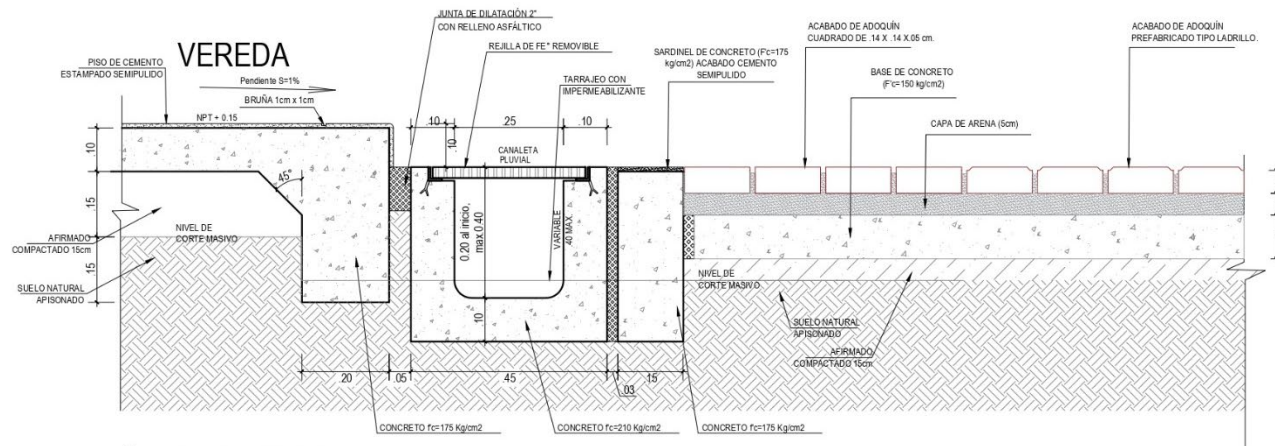 JUNTA DE DILATACIÓN 2"
CON RELLENO ASFÁLTICO
VEREDA
PISO DE CEMENTO
ESTAMPADO SEMIPULIDO
Pendiente S=1%
BRUÑA 1cm x 1cm
NPT + 0.15
REJILLA DE FE° REMOVIBLE
TARRAJEO CON
IMPERMEABILIZANTE
SARDINEL DE CONCRETO (F'c=175
kg/cm2) ACABADO CEMENTO
SEMIPULIDO
ACABADO DE ADOQUÍN
CUADRADO DE .14 X .14 X.05 cm.
ACABADO DE ADOQUÍN
PREFABRICADO TIPO LADRILLO.
BASE DE CONCRETO
(F'c=150 kg/cm2)
CAPA DE ARENA (5cm)
.10
.25
.10
.10
CANALETA
PLUVIAL
.10
.15
.15
45°
0.20 al inicio,
max.0.40
VARIABLE
.40 MAX.
NIVEL DE
CORTE MASIVO
AFIRMADO
COMPACTADO 15cm
SUELO NATURAL
APISONADO
NIVEL DE
CORTE MASIVO
SUELO NATURAL
APISONADO
AFIRMADO
COMPACTADO 15cm
.10
.20
.05
.45
.03
.15
CONCRETO f'c=175 Kg/cm2
CONCRETO f'c=210 Kg/cm2
CONCRETO f'c=175 Kg/cm2